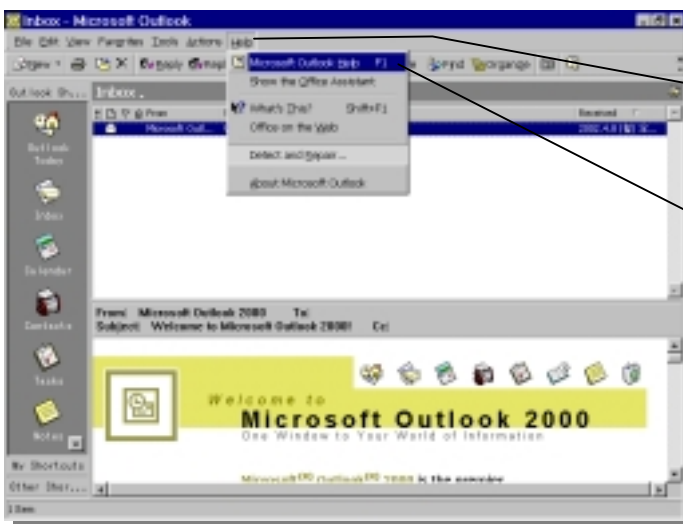 Inbox - Microsoft Outlook
File Edit View Favorites Tools Actions Help
New Reply Find Organize
Microsoft Outlook Help F1
Show the Office Assistant
What's This? Shift+F1
Office on the Web
Detect and Repair...
About Microsoft Outlook
Outlook Sh...
Inbox .
From Received
Microsoft Outl...
Outlook Today
Inbox
Calendar
Contacts
Tasks
Notes
My Shortcuts
Other Shor...
From: Microsoft Outlook 2000 To:
Subject: Welcome to Microsoft Outlook 2000! Cc:
Welcome to
Microsoft Outlook 2000
One Window to Your World of Information
Microsoft(R) Outlook(R) 2000 is the premier
1 Item